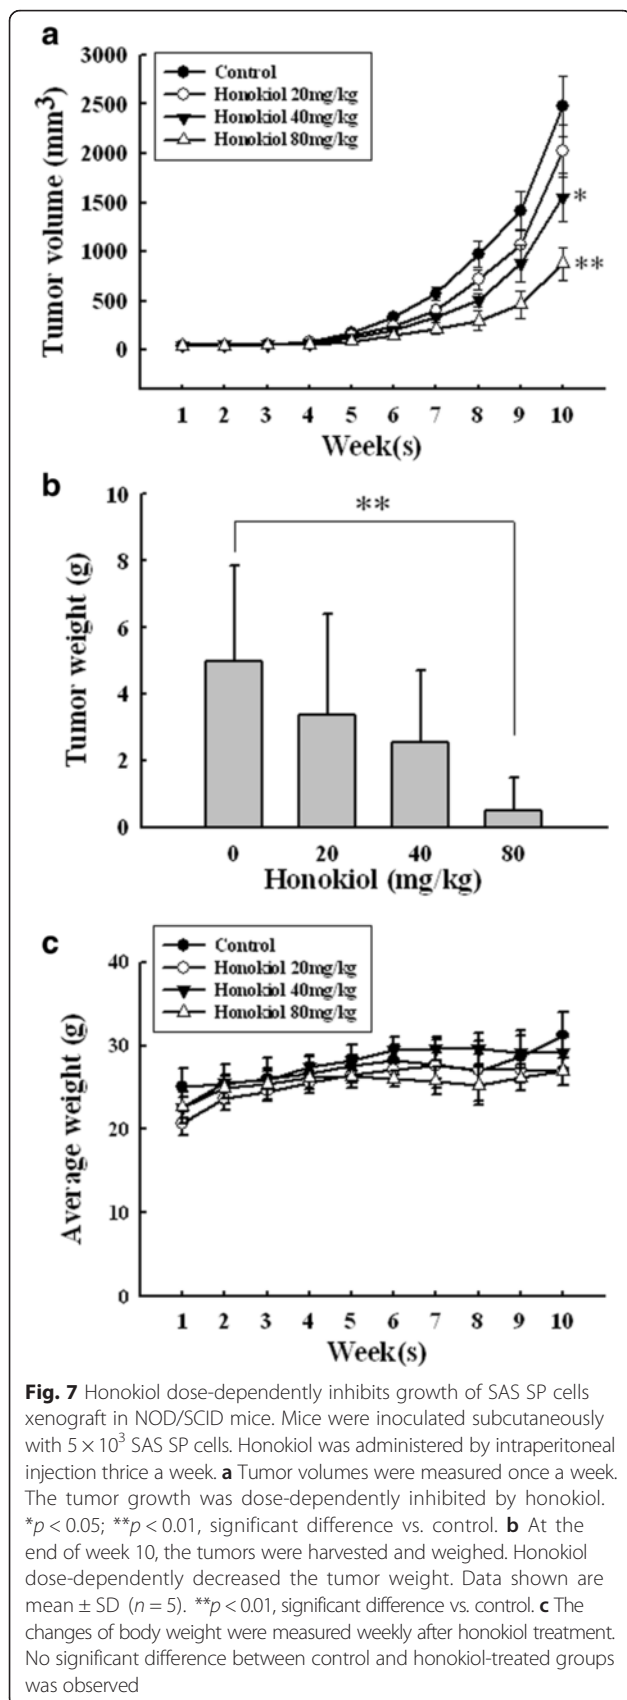 a
3000
2500
2000
1500
1000
500
0
Tumor volume (mm³)
Control
Honokiol 20mg/kg
Honokiol 40mg/kg
Honokiol 80mg/kg
*
**
1 2 3 4 5 6 7 8 9 10
Week(s)
b
10
8
6
4
2
0
Tumor weight (g)
**
0 20 40 80
Honokiol (mg/kg)
c
40
30
20
10
0
Average weight (g)
Control
Honokiol 20mg/kg
Honokiol 40mg/kg
Honokiol 80mg/kg
1 2 3 4 5 6 7 8 9 10
Week(s)
Fig. 7 Honokiol dose-dependently inhibits growth of SAS SP cells
xenograft in NOD/SCID mice. Mice were inoculated subcutaneously
with 5 × 10³ SAS SP cells. Honokiol was administered by intraperitoneal
injection thrice a week. a Tumor volumes were measured once a week.
The tumor growth was dose-dependently inhibited by honokiol.
*p < 0.05; **p < 0.01, significant difference vs. control. b At the
end of week 10, the tumors were harvested and weighed. Honokiol
dose-dependently decreased the tumor weight. Data shown are
mean ± SD (n = 5). **p < 0.01, significant difference vs. control. c The
changes of body weight were measured weekly after honokiol treatment.
No significant difference between control and honokiol-treated groups
was observed